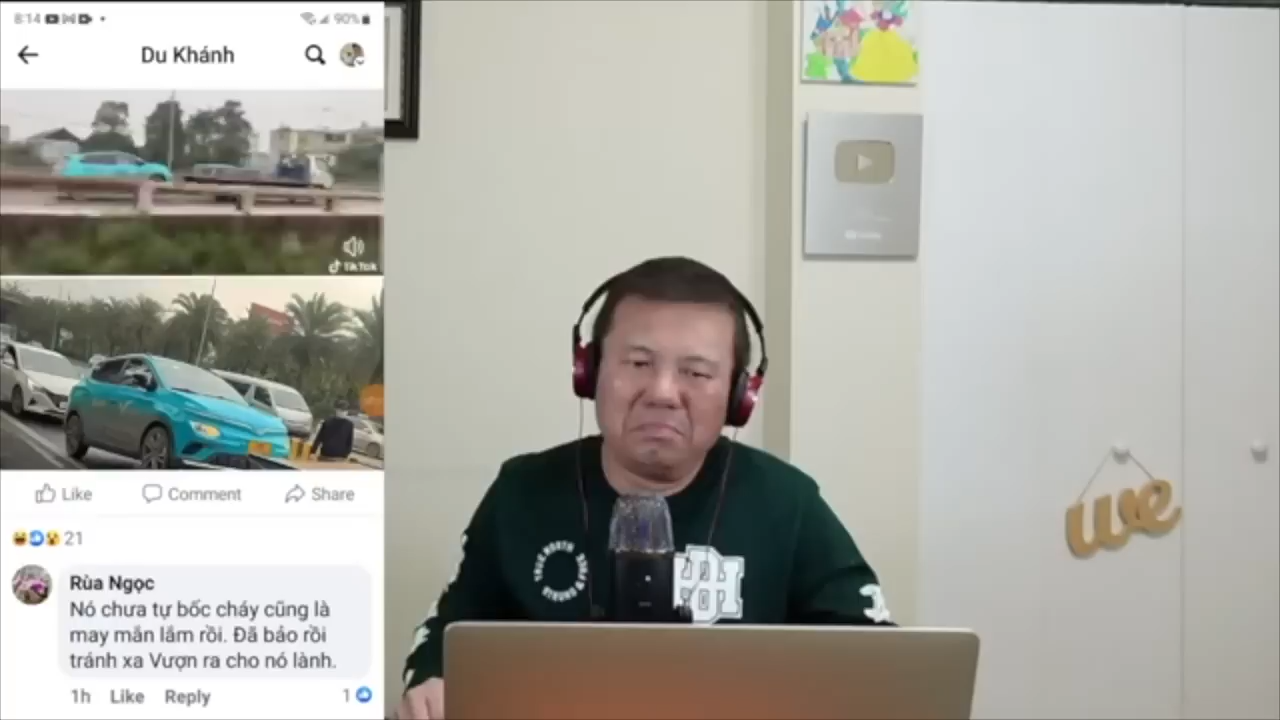 8:14
90%
Du Khánh
TikTok
Like
Comment
Share
21
Rùa Ngọc
Nó chưa tự bốc cháy cũng là
may mắn lắm rồi. Đã bảo rồi
tránh xa Vượn ra cho nó lành.
1h
Like
Reply
1
TRUE NORTH
we